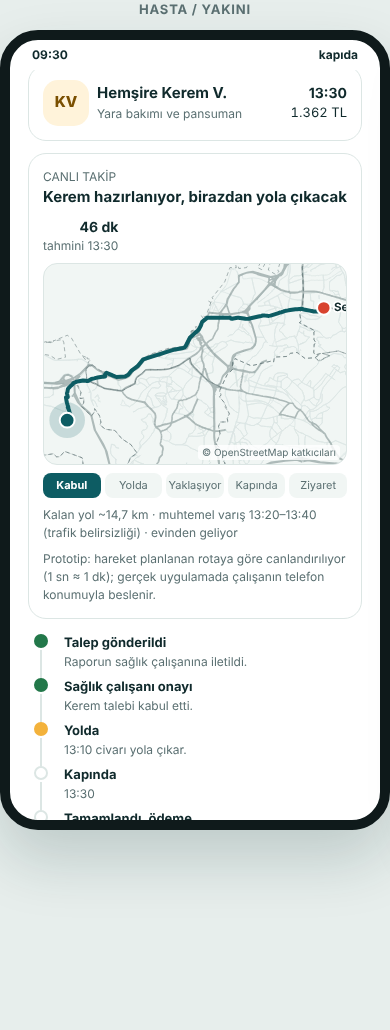 HASTA / YAKINI
09:30
kapıda
KV
Hemşire Kerem V.
13:30
Yara bakımı ve pansuman
1.362 TL
CANLI TAKİP
Kerem hazırlanıyor, birazdan yola çıkacak
46 dk
tahmini 13:30
Se
© OpenStreetMap katkıcıları
Kabul
Yolda
Yaklaşıyor
Kapında
Ziyaret
Kalan yol ~14,7 km · muhtemel varış 13:20–13:40
(trafik belirsizliği) · evinden geliyor
Prototip: hareket planlanan rotaya göre canlandırılıyor
(1 sn ≈ 1 dk); gerçek uygulamada çalışanın telefon
konumuyla beslenir.
Talep gönderildi
Raporun sağlık çalışanına iletildi.
Sağlık çalışanı onayı
Kerem talebi kabul etti.
Yolda
13:10 civarı yola çıkar.
Kapında
13:30
Tamamlandı, ödeme